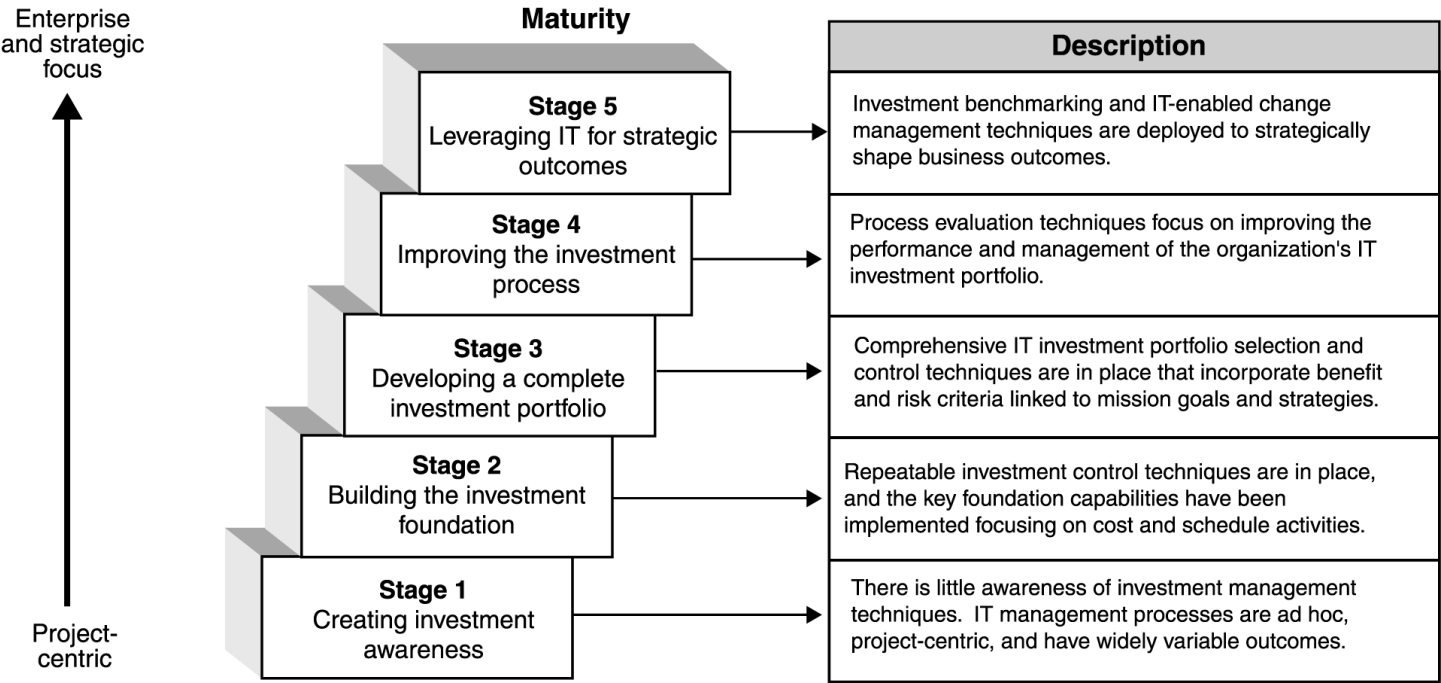 Enterprise
and strategic
focus
Project-
centric
Maturity
Description
Stage 5
Leveraging IT for strategic
outcomes
Investment benchmarking and IT-enabled change
management techniques are deployed to strategically
shape business outcomes.
Stage 4
Improving the investment
process
Process evaluation techniques focus on improving the
performance and management of the organization's IT
investment portfolio.
Stage 3
Developing a complete
investment portfolio
Comprehensive IT investment portfolio selection and
control techniques are in place that incorporate benefit
and risk criteria linked to mission goals and strategies.
Stage 2
Building the investment
foundation
Repeatable investment control techniques are in place,
and the key foundation capabilities have been
implemented focusing on cost and schedule activities.
Stage 1
Creating investment
awareness
There is little awareness of investment management
techniques.  IT management processes are ad hoc,
project-centric, and have widely variable outcomes.